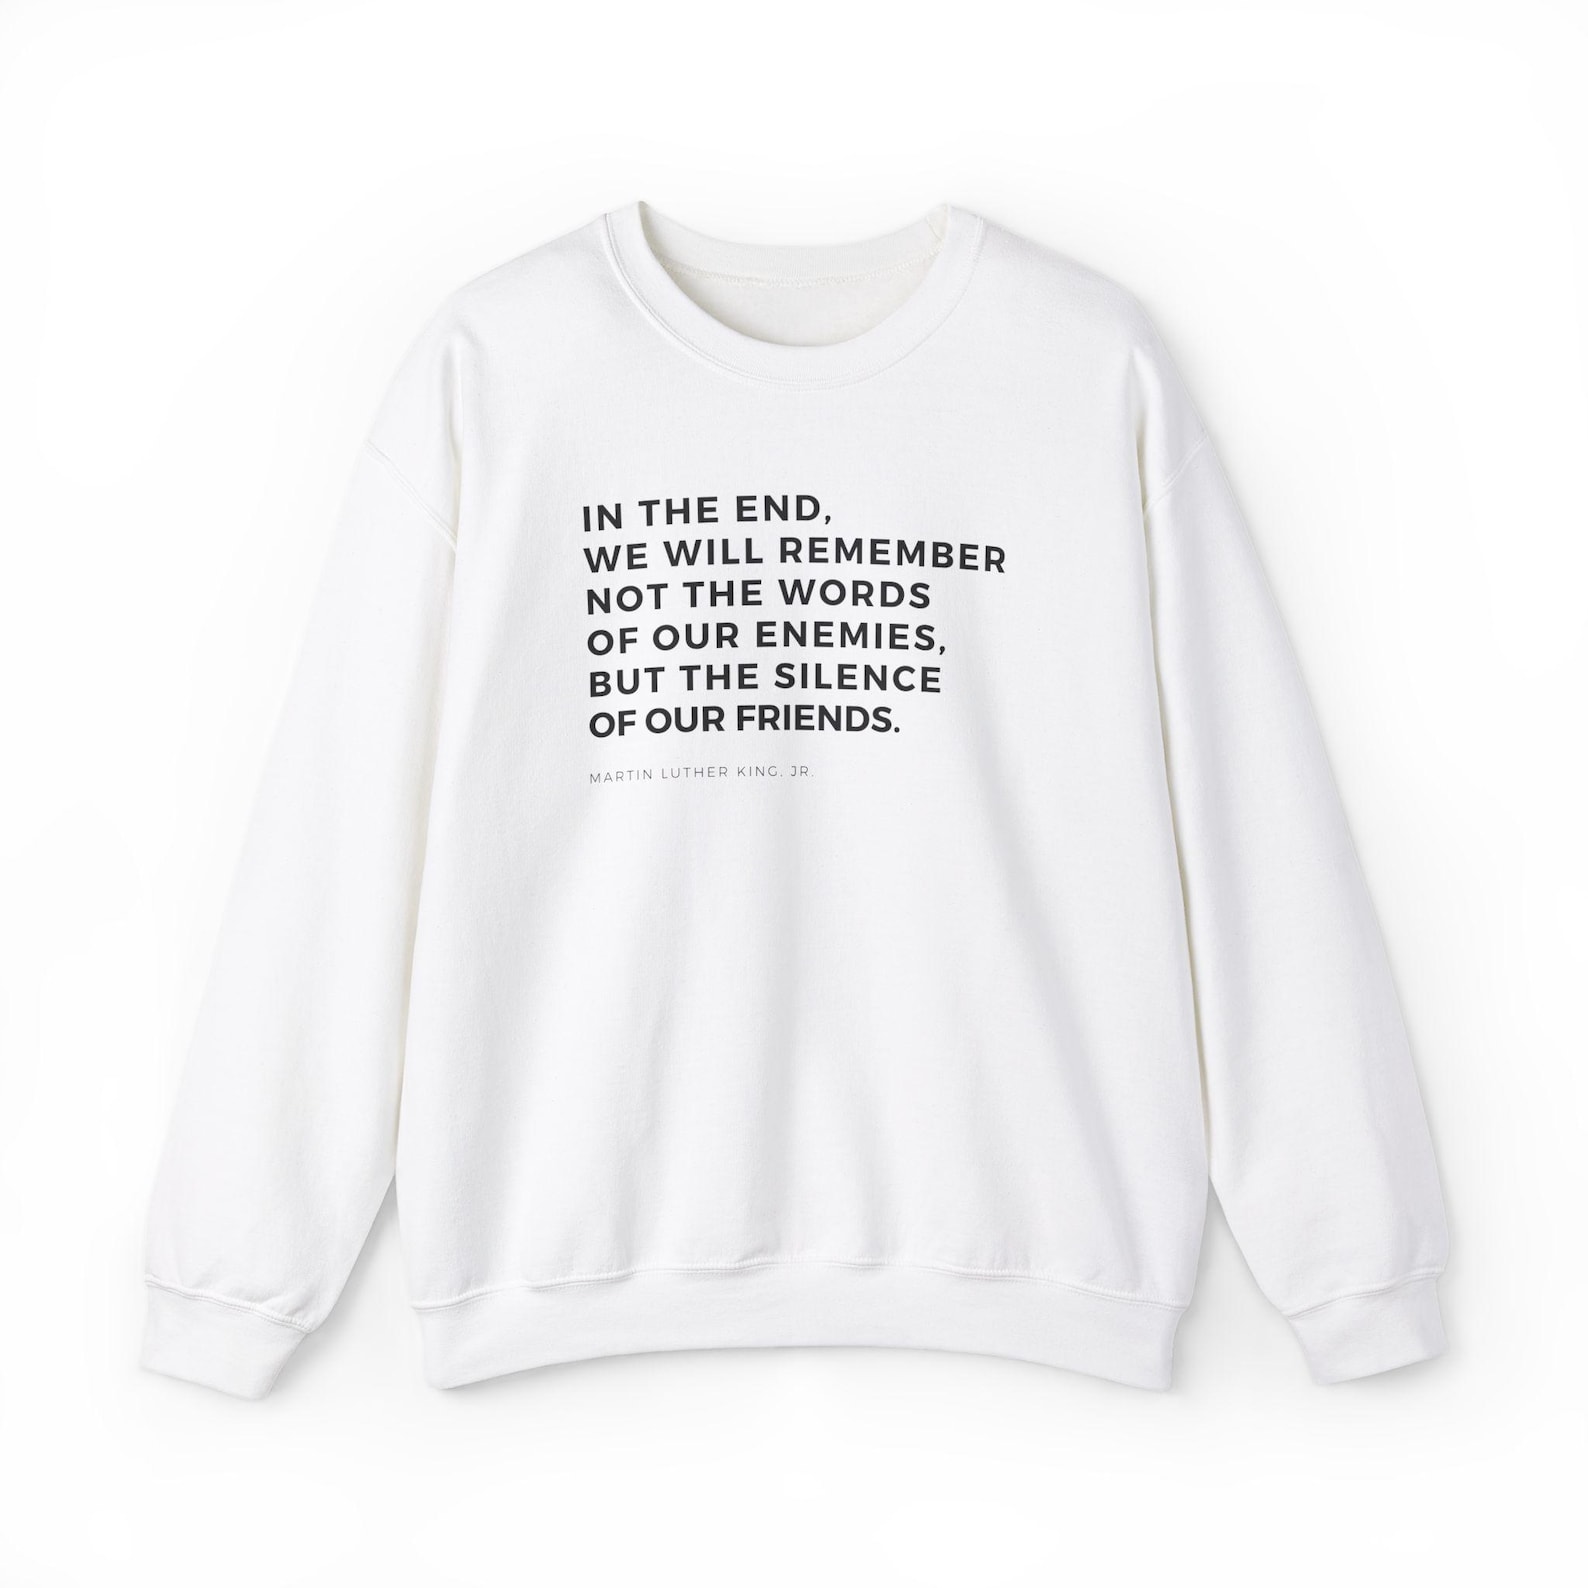 IN THE END,
WE WILL REMEMBER
NOT THE WORDS
OF OUR ENEMIES,
BUT THE SILENCE
OF OUR FRIENDS.
MARTIN LUTHER KING, JR.